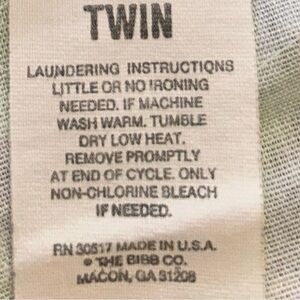 TWIN
LAUNDERING INSTRUCTIONS
LITTLE OR NO IRONING
NEEDED. IF MACHINE
WASH WARM. TUMBLE
DRY LOW HEAT.
REMOVE PROMPTLY
AT END OF CYCLE. ONLY
NON-CHLORINE BLEACH
IF NEEDED.
RN 30517 MADE IN U.S.A.
© THE BIBB CO.
MACON, GA 31208